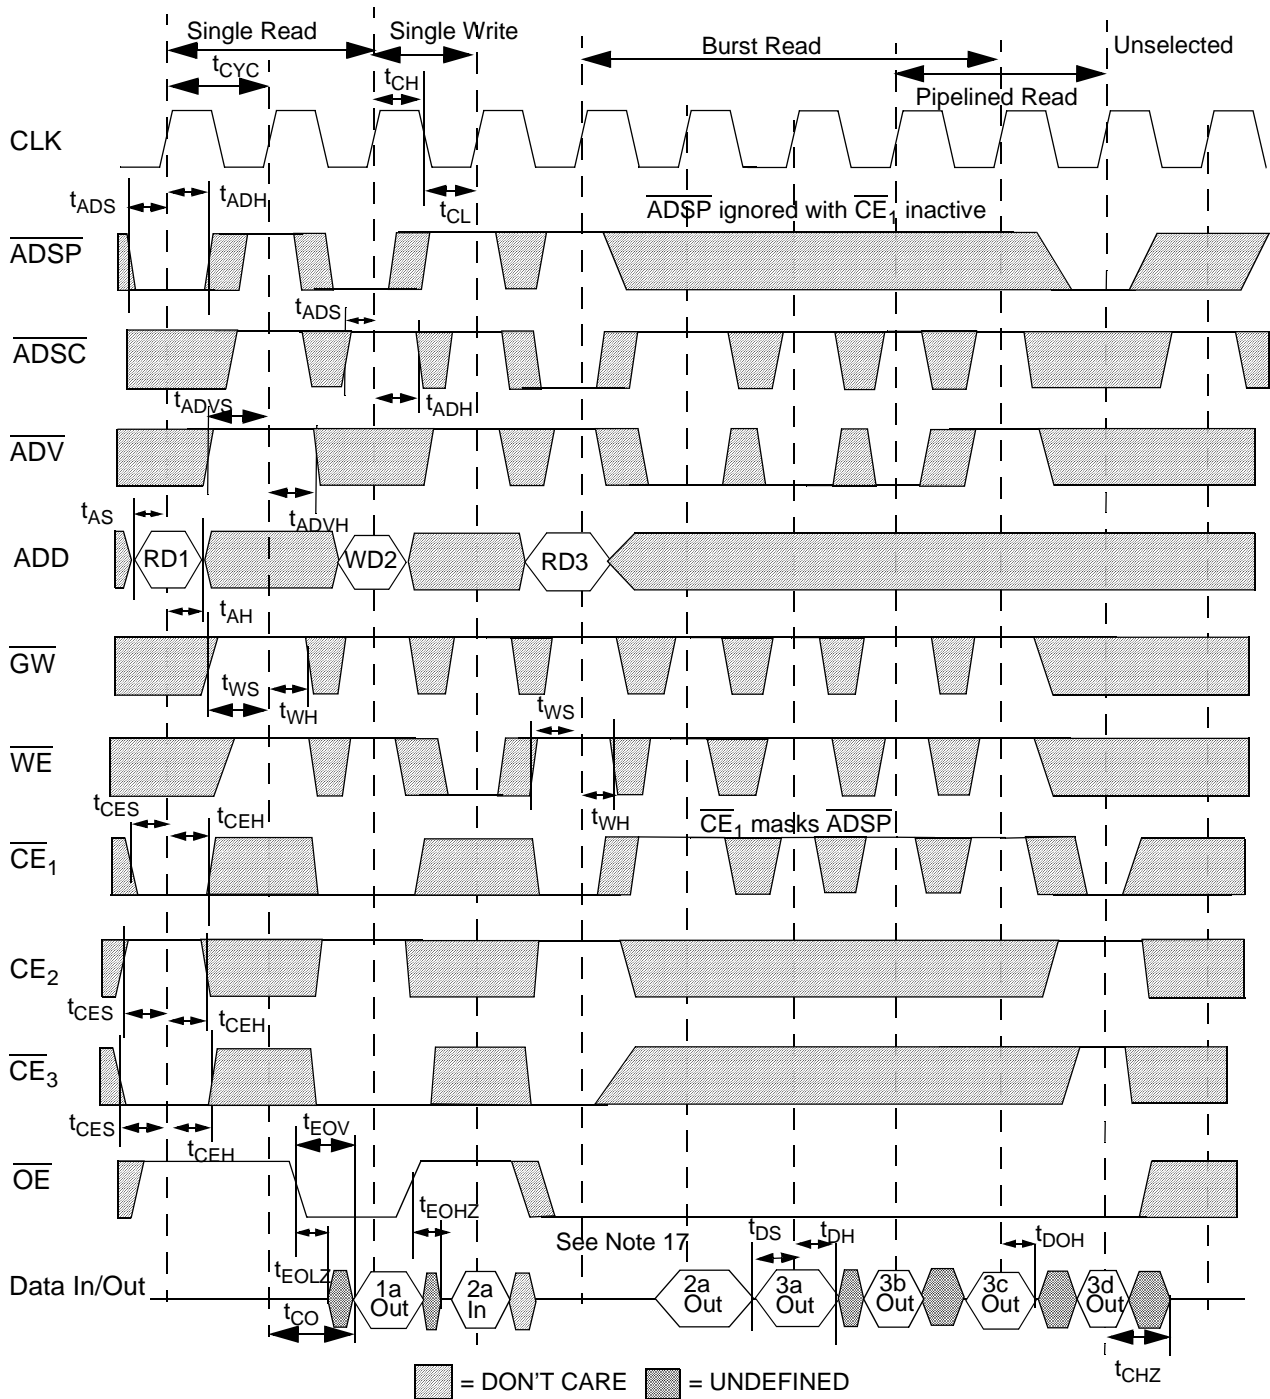 Single Read
Single Write
Burst Read
Unselected
tCYC
tCH
Pipelined Read
CLK
tADS
tADH
tCL
ADSP ignored with CE1 inactive
ADSP
tADS
ADSC
tADVS
tADH
ADV
tAS
tADVH
ADD
RD1
WD2
RD3
tAH
GW
tWS
tWH
tWS
WE
tCES
tCEH
tWH
CE1 masks ADSP
CE1
CE2
tCES
tCEH
CE3
tCES
tCEH
tEOV
OE
tEOHZ
See Note 17
tDS
tDH
tDOH
tEOLZ
Data In/Out
1a Out
2a In
2a Out
3a Out
3b Out
3c Out
3d Out
tCO
tCHZ
= DON'T CARE
= UNDEFINED